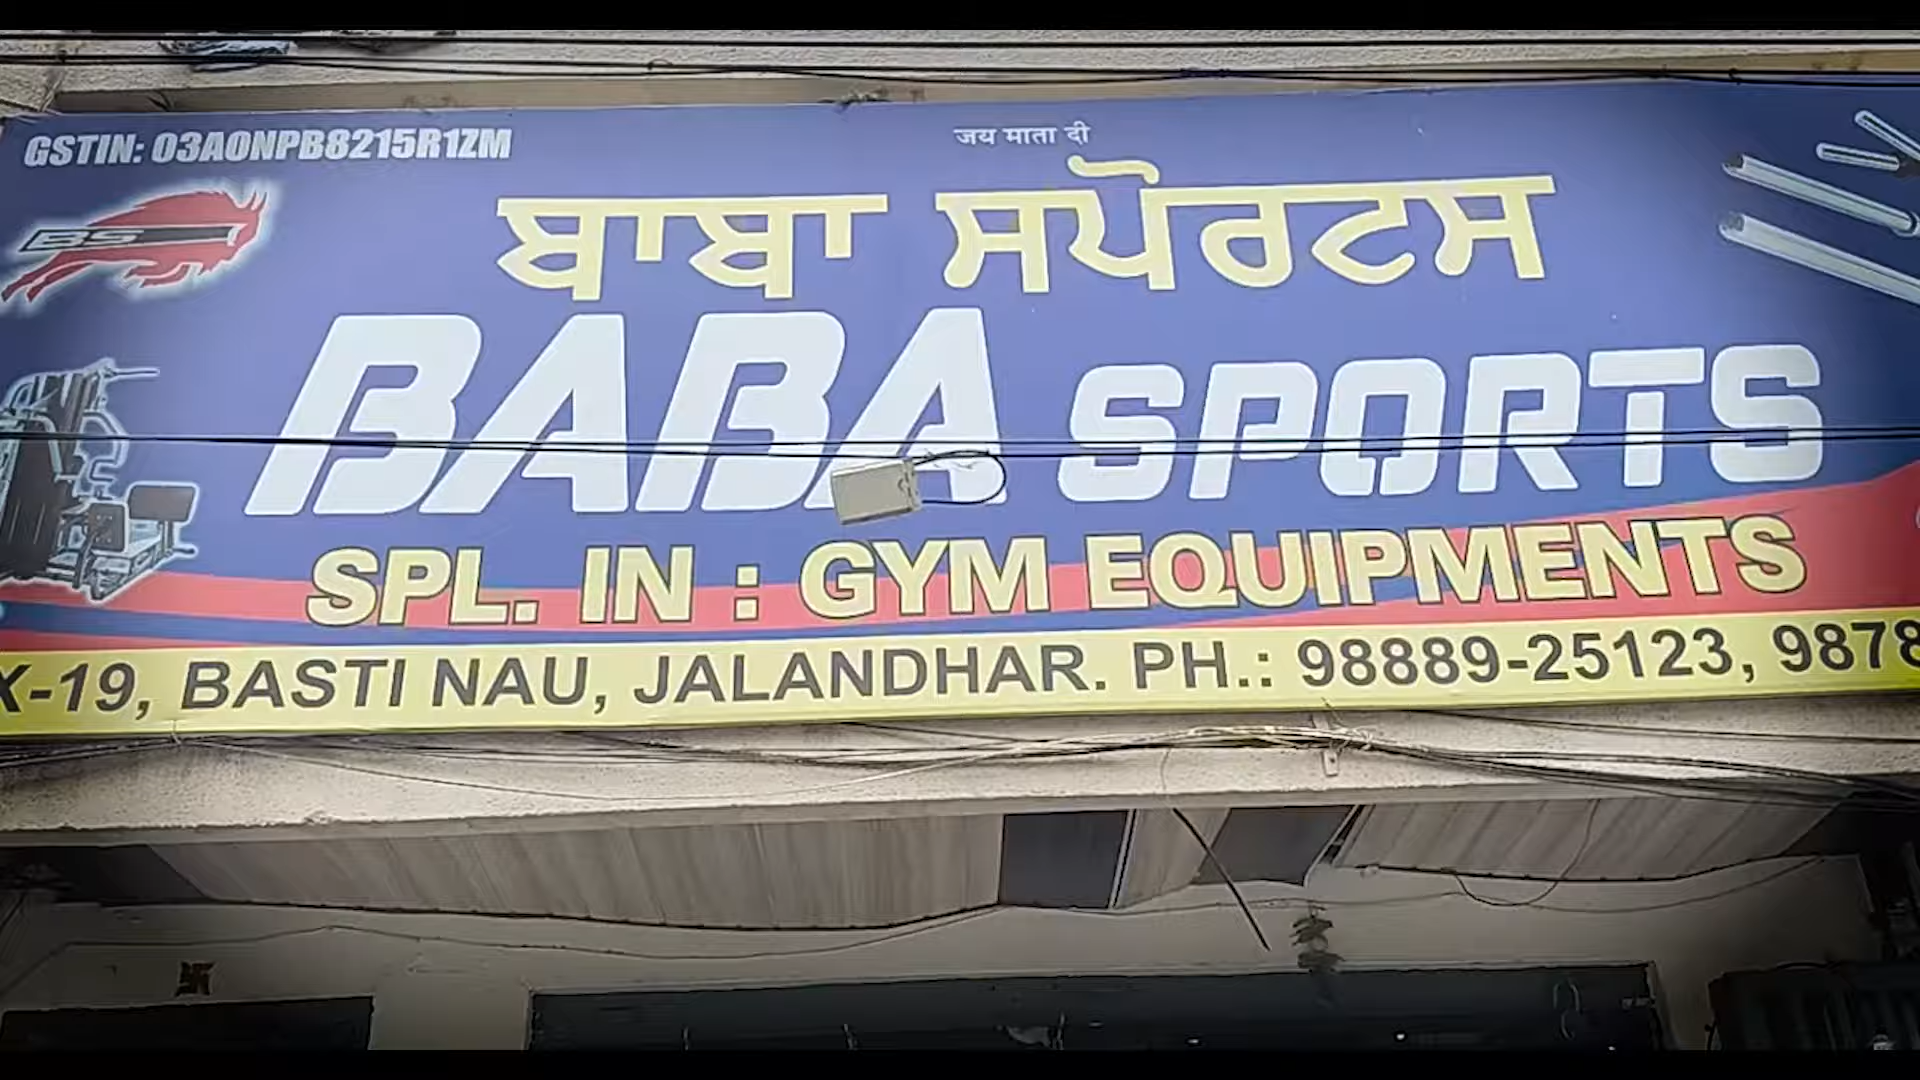 GSTIN: 03AONPB8215R1ZM
जय माता दी
ਬਾਬਾ ਸਪੋਰਟਸ
BS
BABA SPORTS
SPL. IN : GYM EQUIPMENTS
X-19, BASTI NAU, JALANDHAR. PH.: 98889-25123, 9878